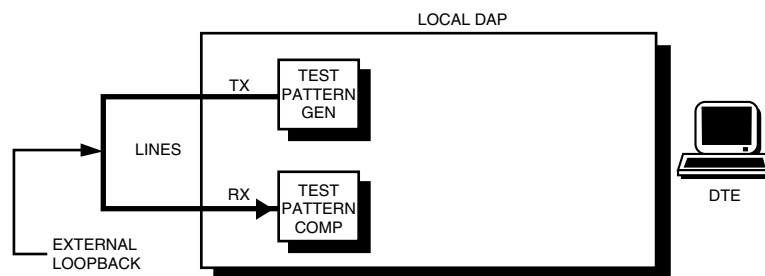 LOCAL DAP
TX
TEST
PATTERN
GEN
LINES
RX
TEST
PATTERN
COMP
DTE
EXTERNAL
LOOPBACK